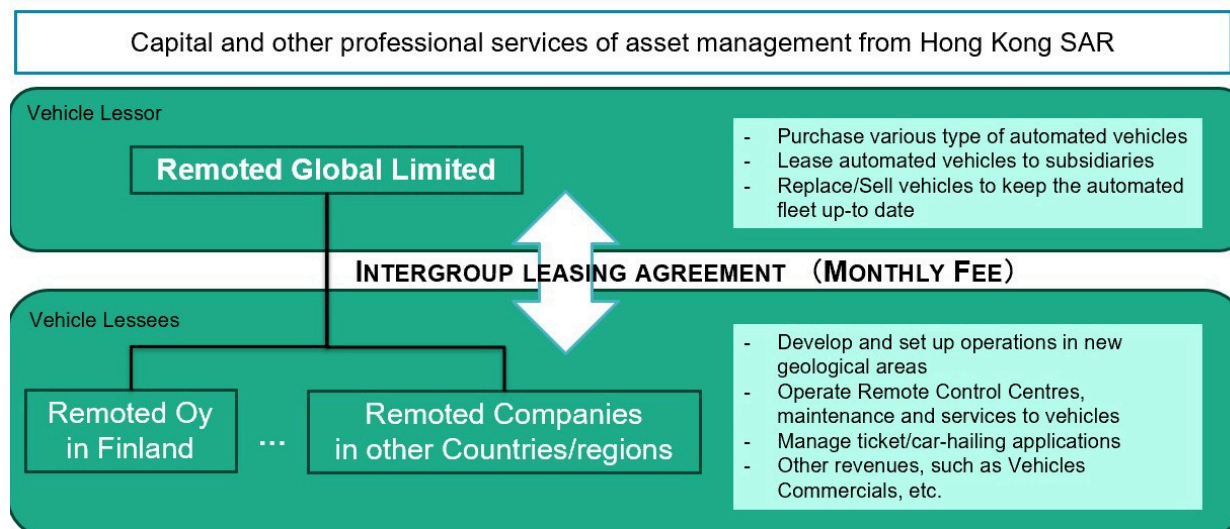 Capital and other professional services of asset management from Hong Kong SAR
Vehicle Lessor
Remoted Global Limited
- Purchase various type of automated vehicles
- Lease automated vehicles to subsidiaries
- Replace/Sell vehicles to keep the automated
fleet up-to date
INTERGROUP LEASING AGREEMENT （MONTHLY FEE）
Vehicle Lessees
Remoted Oy
in Finland
...
Remoted Companies
in other Countries/regions
- Develop and set up operations in new
geological areas
- Operate Remote Control Centres,
maintenance and services to vehicles
- Manage ticket/car-hailing applications
- Other revenues, such as Vehicles
Commercials, etc.